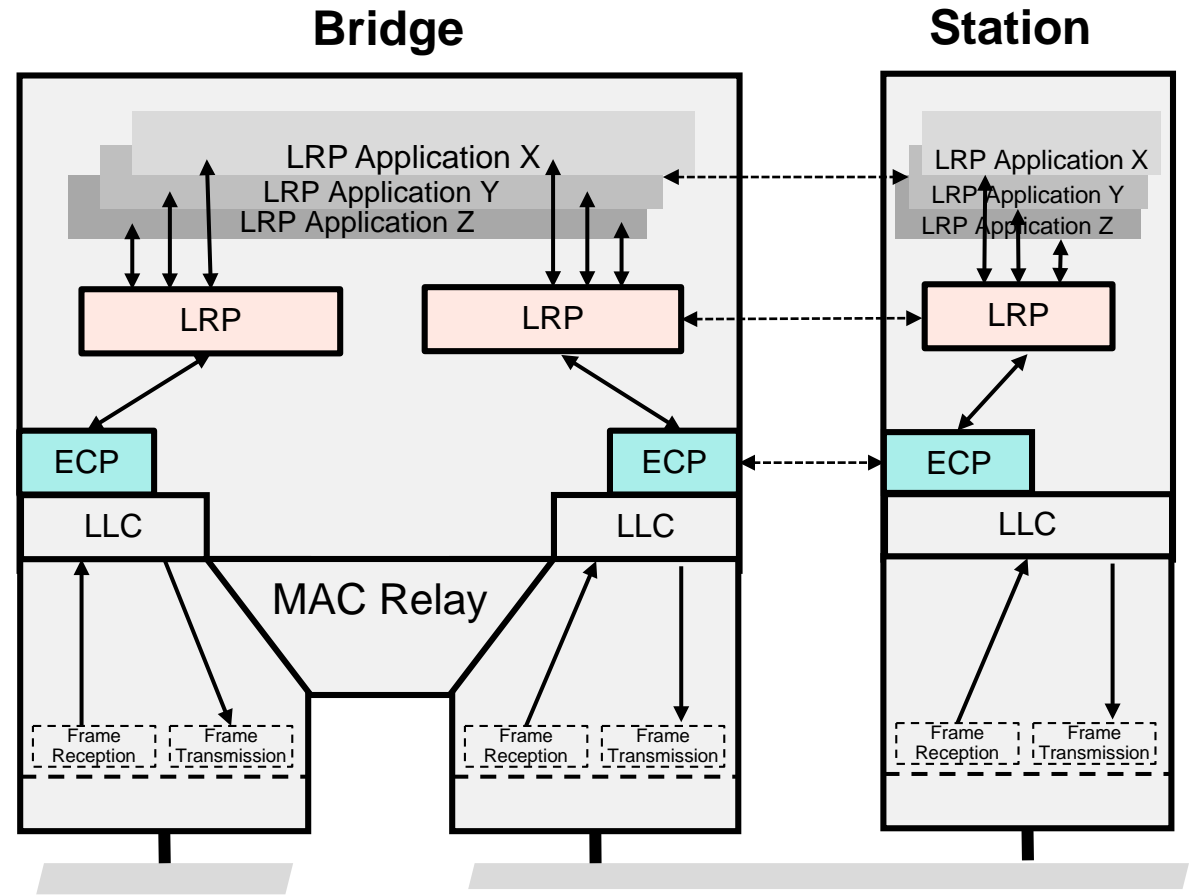 Bridge
Station
LRP Application X
LRP Application Y
LRP Application Z
LRP Application X
LRP Application Y
LRP Application Z
LRP
LRP
LRP
ECP
ECP
ECP
LLC
LLC
LLC
MAC Relay
Frame
Reception
Frame
Transmission
Frame
Reception
Frame
Transmission
Frame
Reception
Frame
Transmission